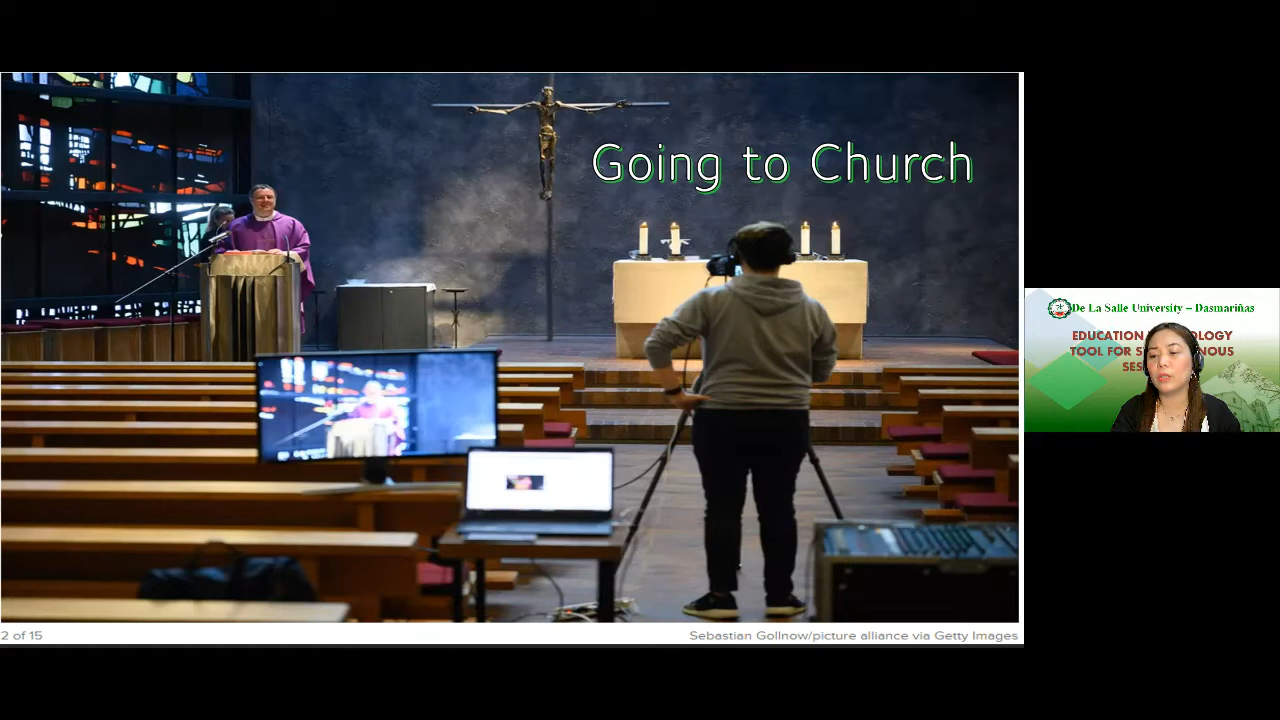 Going to Church
De La Salle University – Dasmariñas
EDUCATION
OLOGY
TOOL FOR S
NOUS
SES
2 of 15
Sebastian Gollnow/picture alliance via Getty Images